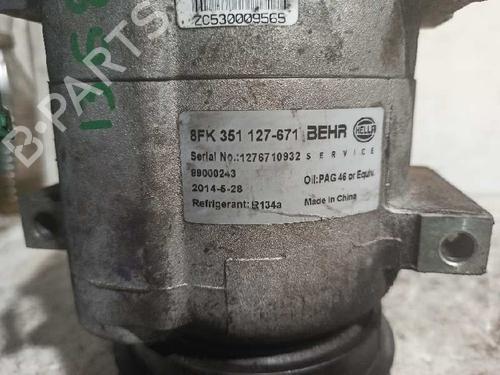 ZC530009569
8FK 351 127-671 BEHR HELLA
Serial No.:1276710932 SERVICE
89000243 Oil:PAG 46 or Equiv.
2014-5-28
Refrigerant: R134a Made in China
B-PARTS